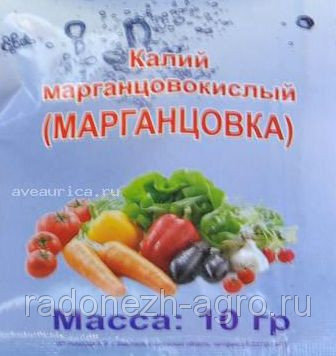 Калий
марганцовокислый
(МАРГАНЦОВКА)
aveaurica.ru
radonezh-agro.ru
Масса: 10 гр